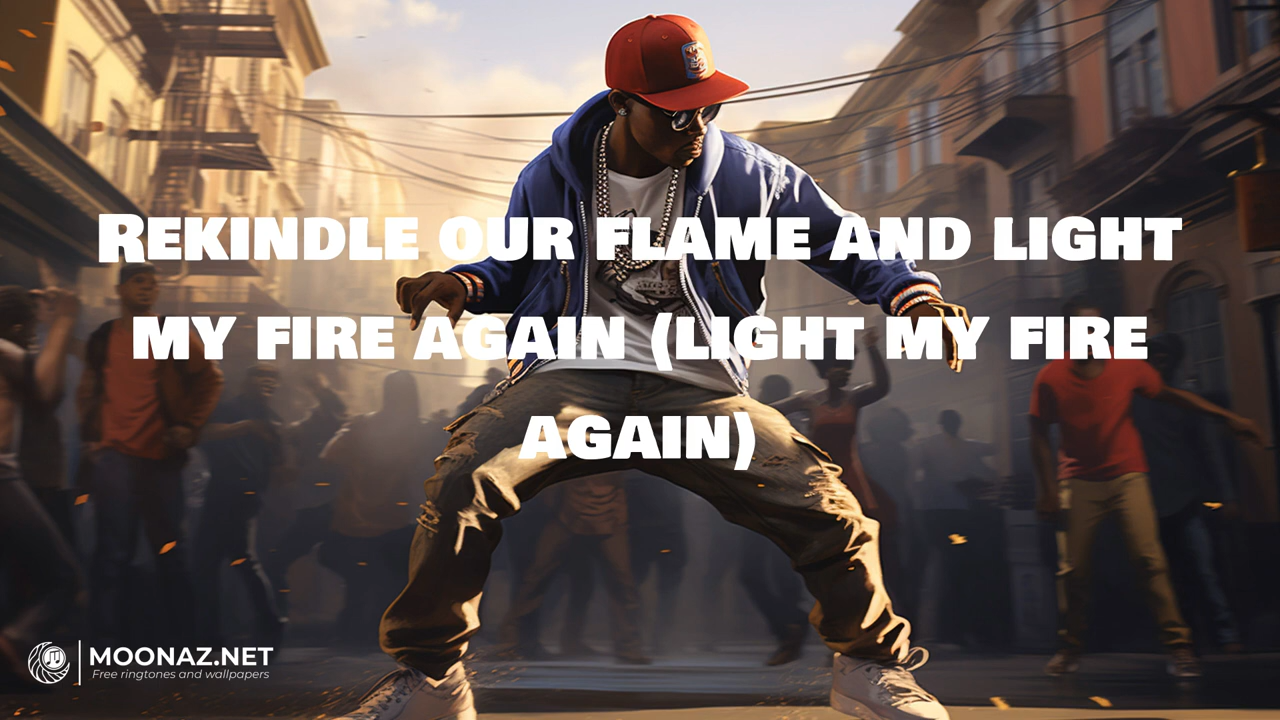 Rekindle our flame and light
my fire again (light my fire
again)
MOONAZ.NET
Free ringtones and wallpapers